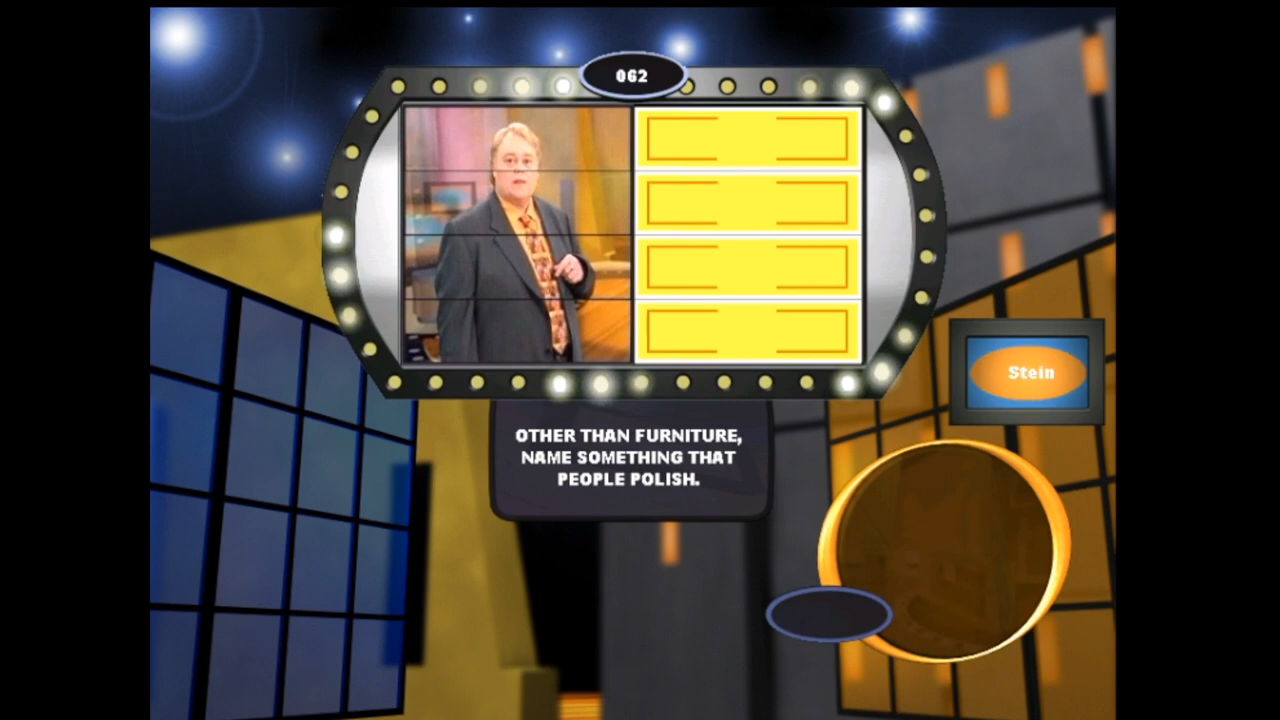 062
Stein
OTHER THAN FURNITURE,
NAME SOMETHING THAT
PEOPLE POLISH.